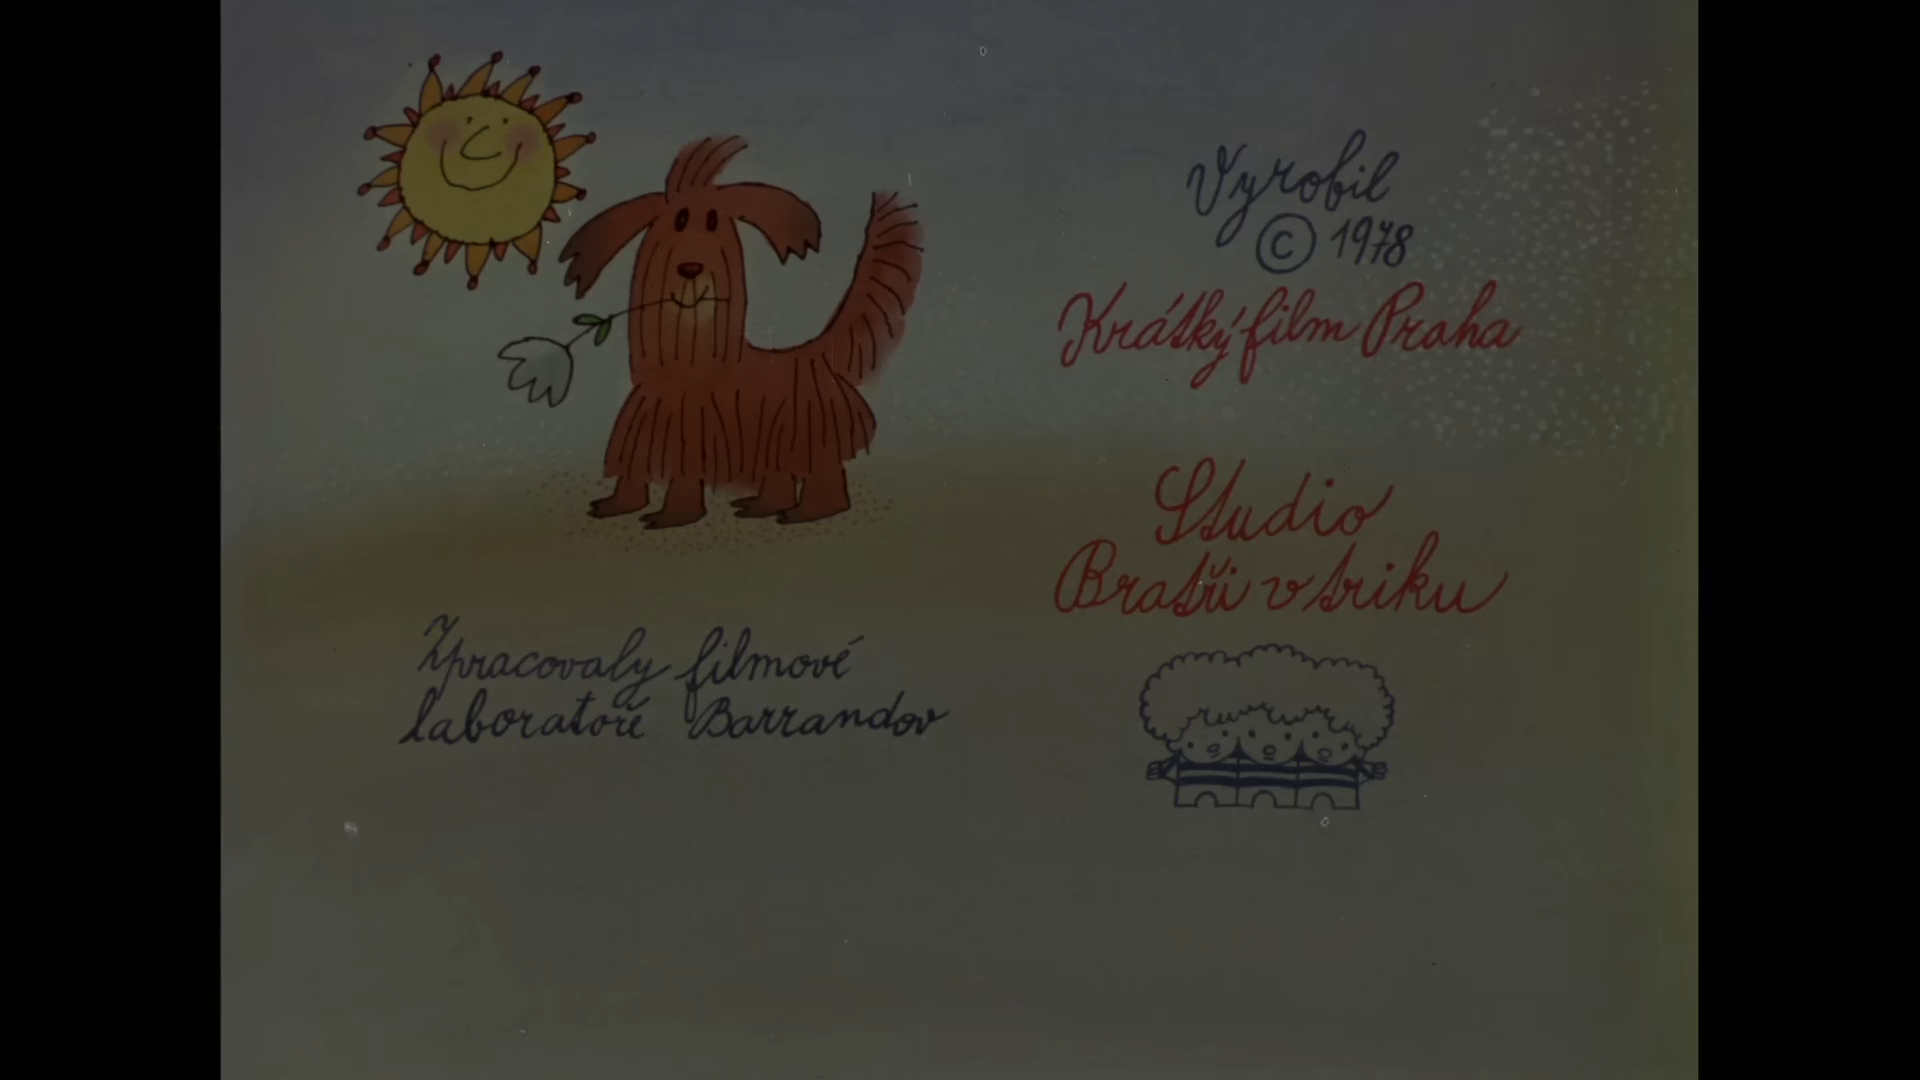 Vyrobil
© 1978
Krátký film Praha
Studio
Bratři v triku
Zpracovaly filmové
laboratoře Barrandov